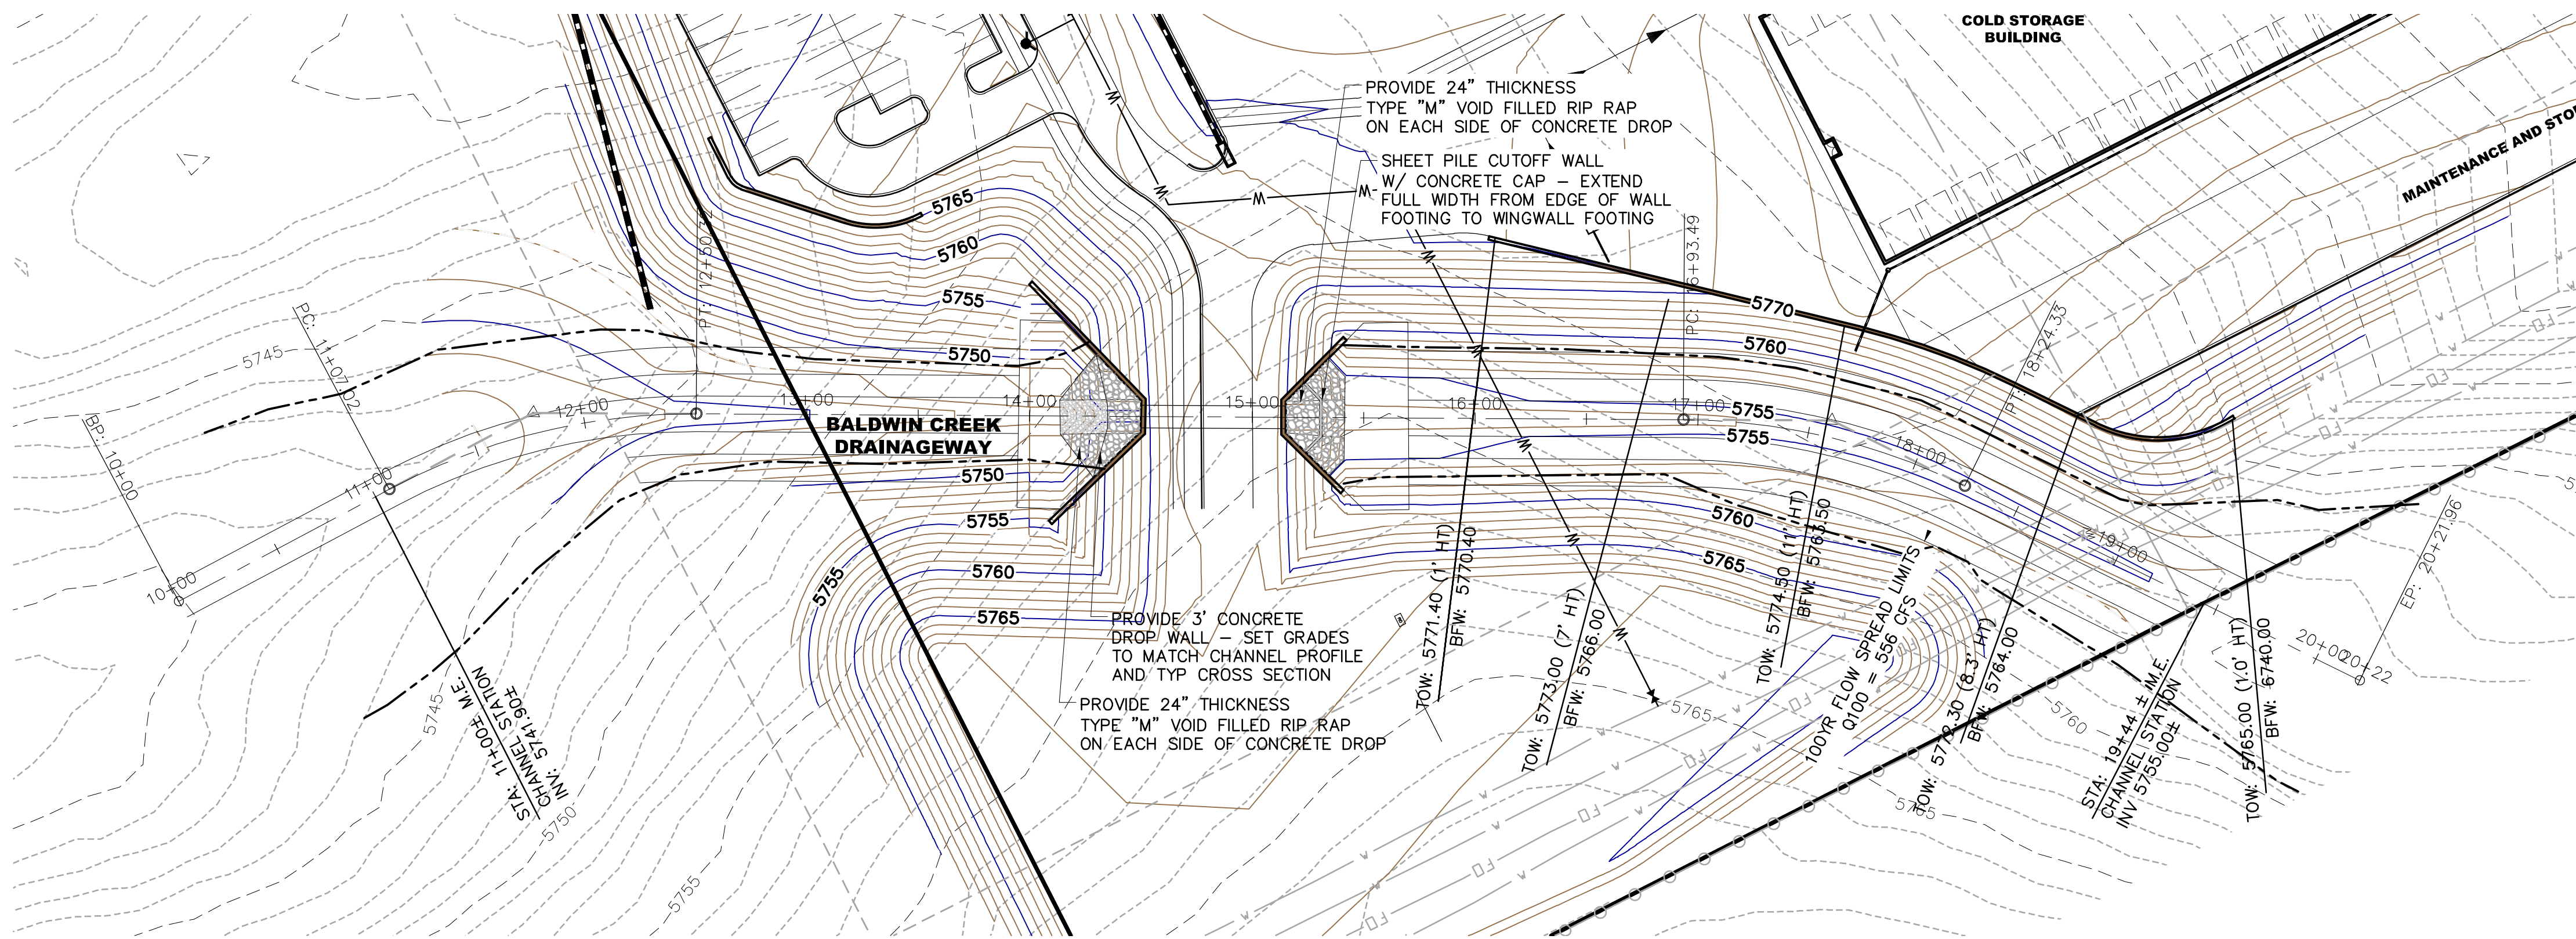 COLD STORAGE
BUILDING
MAINTENANCE AND STO
PROVIDE 24" THICKNESS
TYPE "M" VOID FILLED RIP RAP
ON EACH SIDE OF CONCRETE DROP
SHEET PILE CUTOFF WALL
W/ CONCRETE CAP – EXTEND
FULL WIDTH FROM EDGE OF WALL
FOOTING TO WINGWALL FOOTING
W
W
W
W
W
W
W
W
W
5765
5760
5755
5750
5750
5755
5755
5760
5765
5770
5760
5755
5755
5760
5765
5745
5745
5750
5755
5765
5760
5765
BP: 10+00
PC: 11+07.02
PC: 16+93.49
EP: 20+21.96
10+00
11+00
12+00
13+00
14+00
15+00
16+00
17+00
18+00
19+00
20+00
20+22
BALDWIN CREEK
DRAINAGEWAY
STA: 11+00± M.E.
CHANNEL STATION
INV: 5741.90±
PROVIDE 3' CONCRETE
DROP WALL – SET GRADES
TO MATCH CHANNEL PROFILE
AND TYP CROSS SECTION
PROVIDE 24" THICKNESS
TYPE "M" VOID FILLED RIP RAP
ON EACH SIDE OF CONCRETE DROP
TOW: 5771.40 (1' HT)
BFW: 5770.40
TOW: 5773.00 (7' HT)
BFW: 5766.00
TOW: 5774.50 (11' HT)
BFW: 5763.50
100YR FLOW SPREAD LIMITS
Q100 = 556 CFS
TOW: 5772.30 (8.3' HT)
BFW: 5764.00
STA: 19+44 ± M.E.
CHANNEL STATION
INV 5755.00±
TOW: 5765.00 (1.0' HT)
BFW: 6740.00